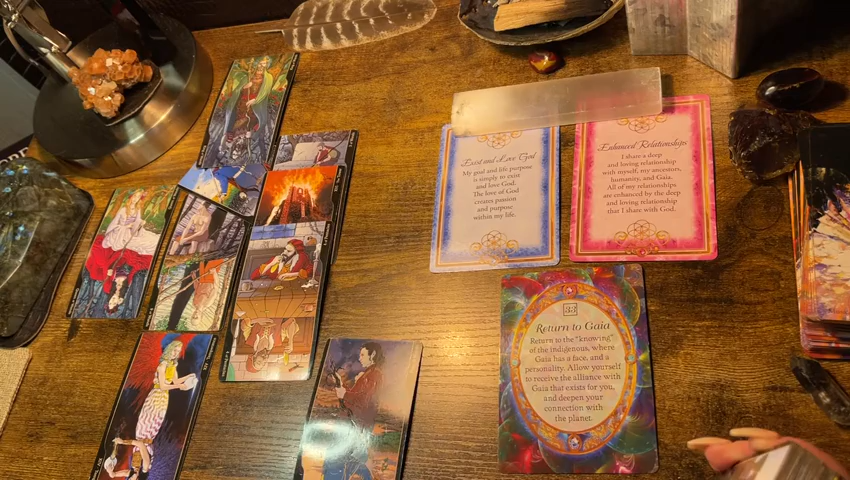 Exist and Love God
My goal and life purpose
is simply to exist
and love God.
The love of God
creates passion
and purpose
within my life.
Enhanced Relationships
I share a deep
and loving relationship
with myself, my ancestors,
humanity, and Gaia.
All of my relationships
are enhanced by the deep
and loving relationship
that I share with God.
33
Return to Gaia
Return to the "knowing"
of the indigenous, where
Gaia has a face, and a
personality. Allow yourself
to receive the alliance with
Gaia that exists for you,
and deepen your
connection with
the planet.